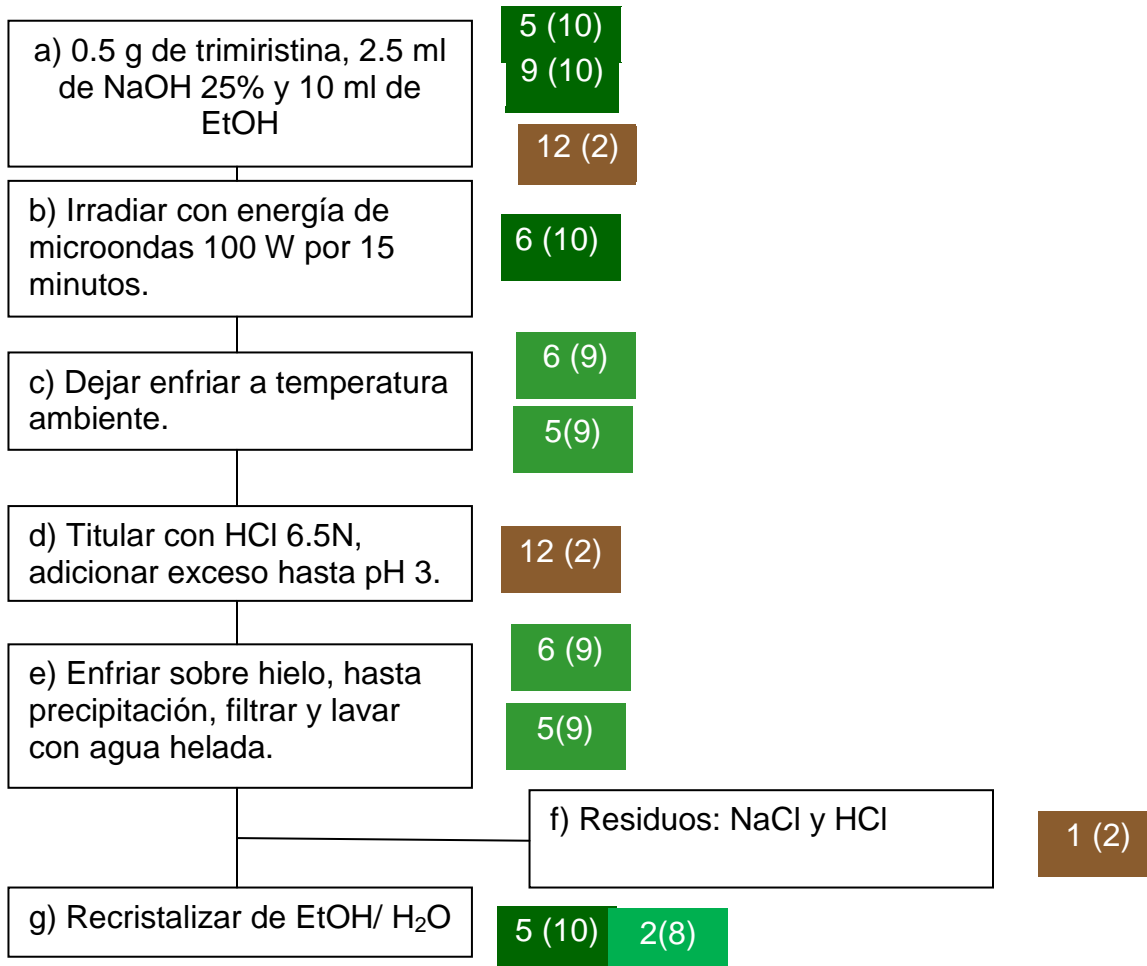 a) 0.5 g de trimiristina, 2.5 ml
de NaOH 25% y 10 ml de
EtOH
5 (10)
9 (10)
12 (2)
b) Irradiar con energía de
microondas 100 W por 15
minutos.
6 (10)
c) Dejar enfriar a temperatura
ambiente.
6 (9)
5(9)
d) Titular con HCl 6.5N,
adicionar exceso hasta pH 3.
12 (2)
e) Enfriar sobre hielo, hasta
precipitación, filtrar y lavar
con agua helada.
6 (9)
5(9)
f) Residuos: NaCl y HCl
1 (2)
g) Recristalizar de EtOH/ H₂O
5 (10)
2(8)